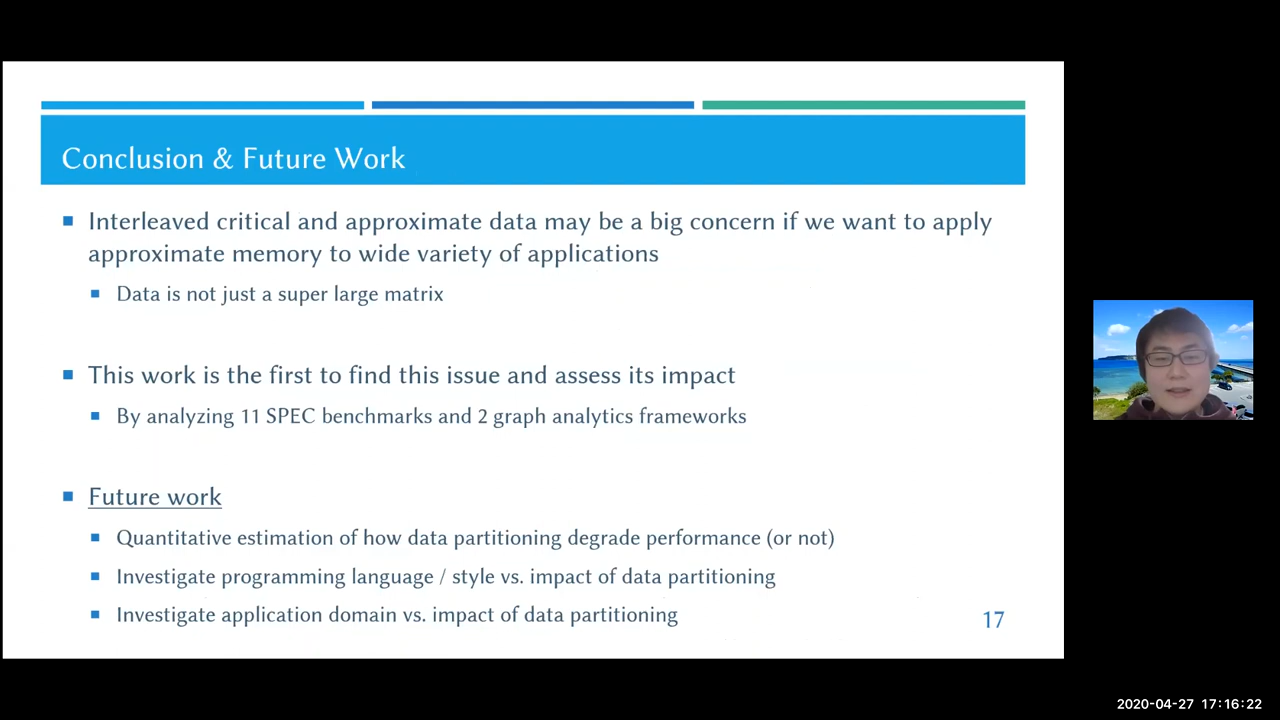 Conclusion & Future Work
Interleaved critical and approximate data may be a big concern if we want to apply
approximate memory to wide variety of applications
Data is not just a super large matrix
This work is the first to find this issue and assess its impact
By analyzing 11 SPEC benchmarks and 2 graph analytics frameworks
Future work
Quantitative estimation of how data partitioning degrade performance (or not)
Investigate programming language / style vs. impact of data partitioning
Investigate application domain vs. impact of data partitioning
17
2020-04-27 17:16:22